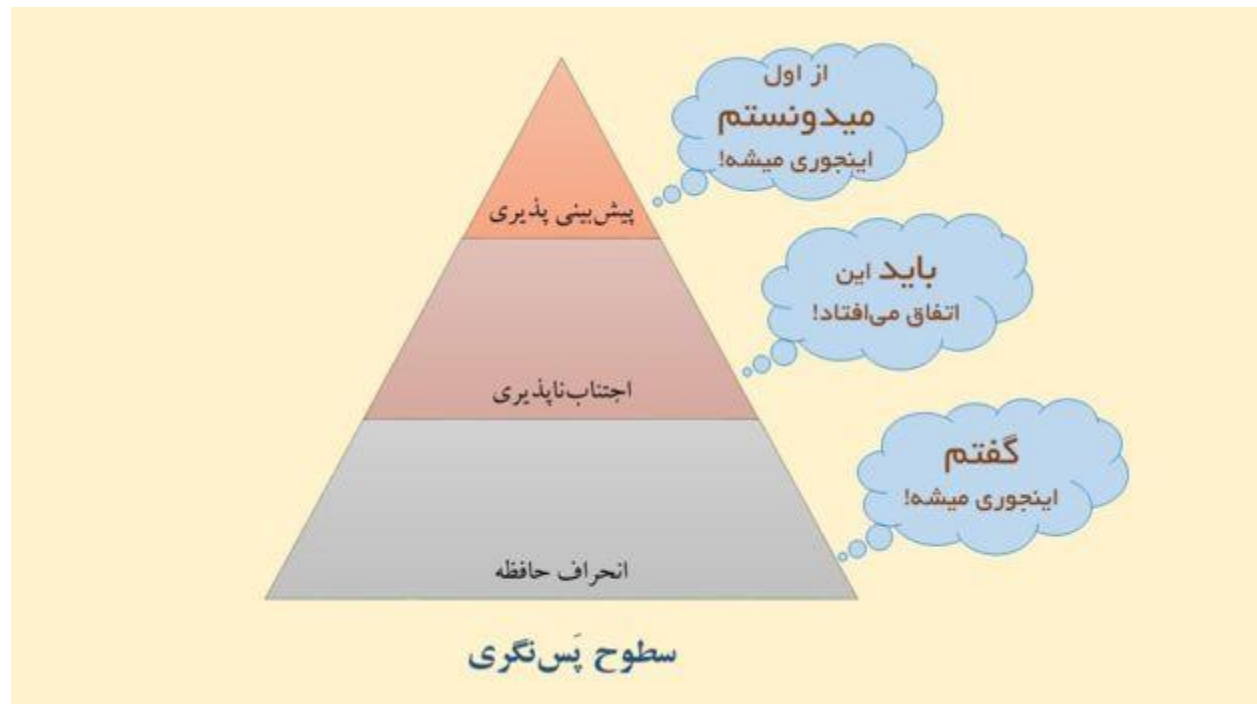 از اول
میدونستم
اینجوری میشه!
پیش‌بینی پذیری
باید این
اتفاق می‌افتاد!
اجتناب‌ناپذیری
گفتم
اینجوری میشه!
انحراف حافظه
سطوح پَس‌نگری